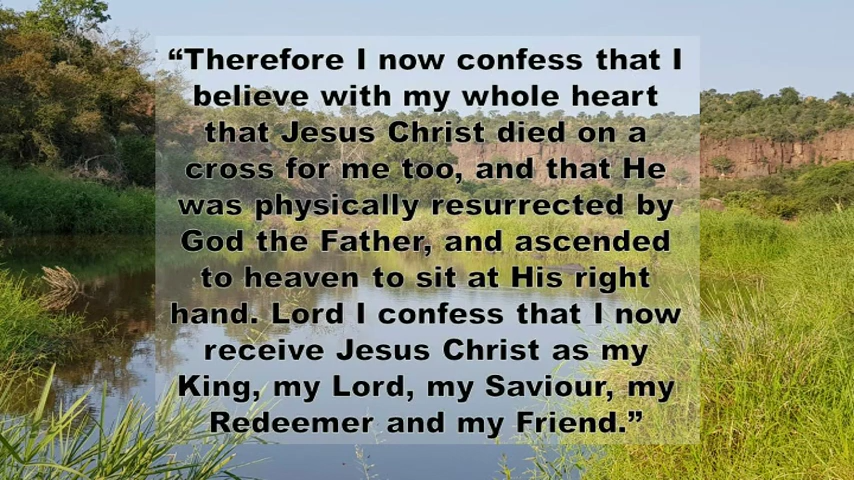 “Therefore I now confess that I
believe with my whole heart
that Jesus Christ died on a
cross for me too, and that He
was physically resurrected by
God the Father, and ascended
to heaven to sit at His right
hand. Lord I confess that I now
receive Jesus Christ as my
King, my Lord, my Saviour, my
Redeemer and my Friend.”